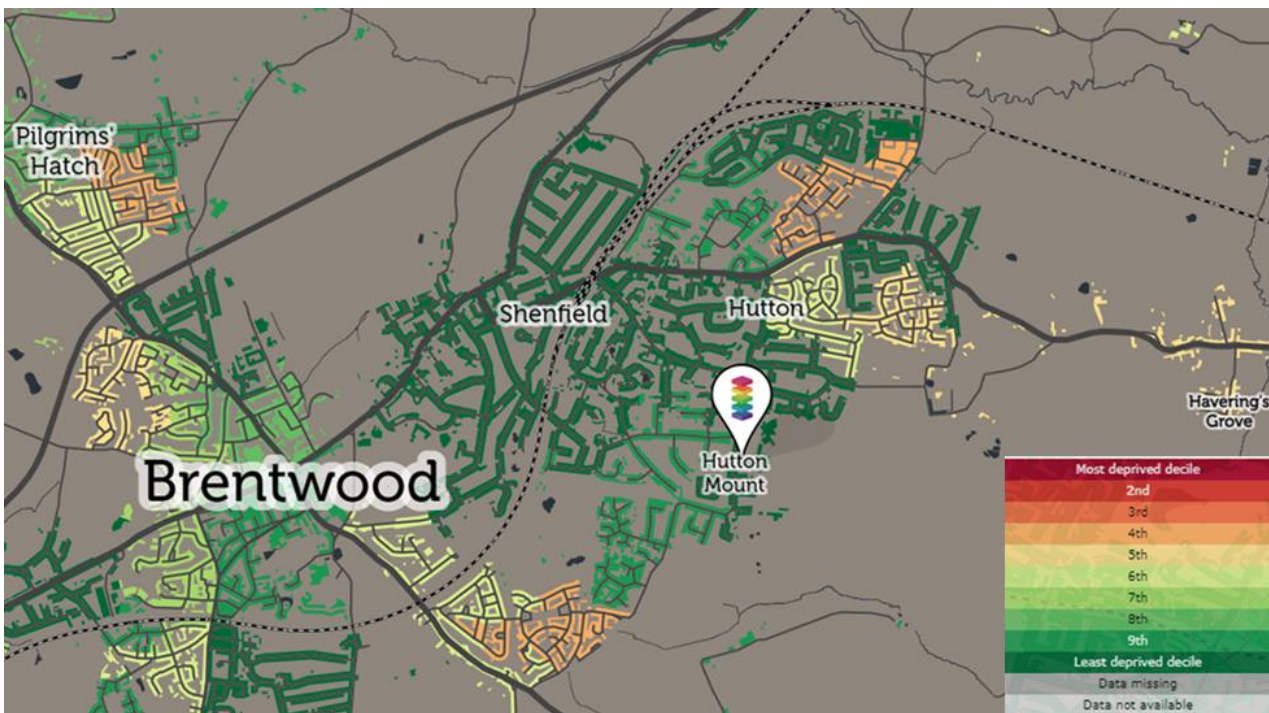 Pilgrims'
Hatch
Shenfield
Hutton
Havering's
Grove
Hutton
Mount
Brentwood
Most deprived decile
2nd
3rd
4th
5th
6th
7th
8th
9th
Least deprived decile
Data missing
Data not available